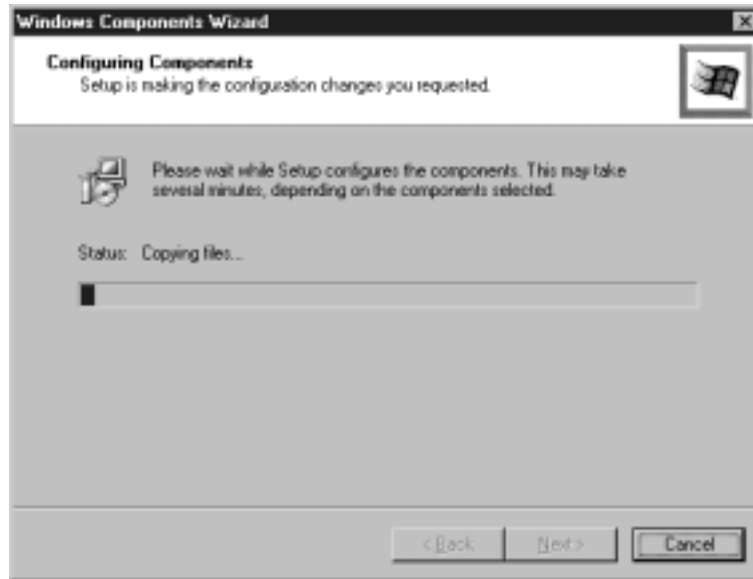 Windows Components Wizard
Configuring Components
Setup is making the configuration changes you requested.
Please wait while Setup configures the components. This may take
several minutes, depending on the components selected.
Status: Copying files...
< Back
Next >
Cancel